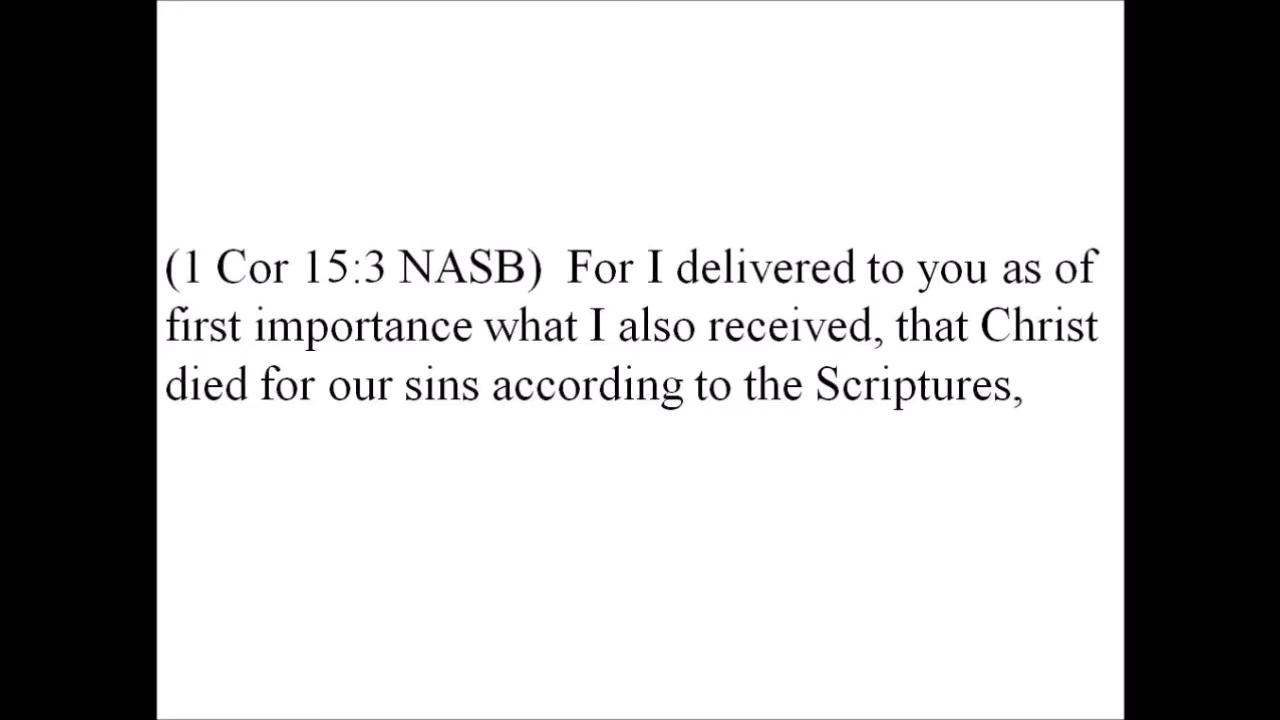 (1 Cor 15:3 NASB)  For I delivered to you as of
first importance what I also received, that Christ
died for our sins according to the Scriptures,